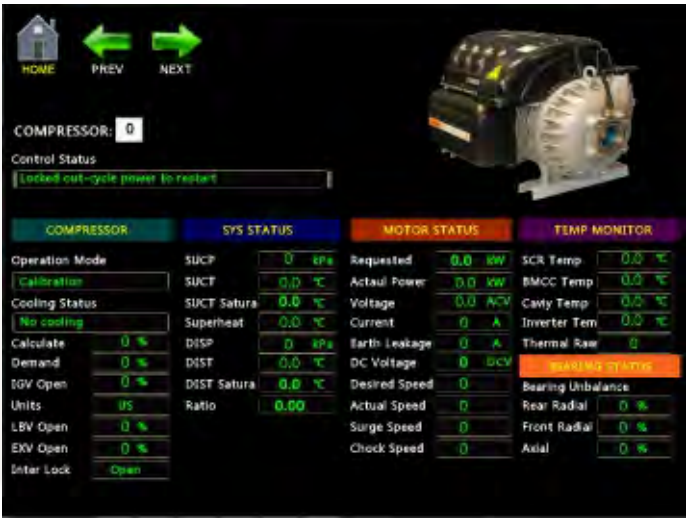 HOME
PREV
NEXT
COMPRESSOR: 0
Control Status
Locked out-cycle power to restart
COMPRESSOR
Operation Mode
Calibration
Cooling Status
No cooling
Calculate 0 %
Demand 0 %
IGV Open 0 %
Units US
LBV Open 0 %
EXV Open 0 %
Inter Lock Open
SYS STATUS
SUCP 0 kPa
SUCT 0.0 ℃
SUCT Satura 0.0 ℃
Superheat 0.0 ℃
DISP 0 kPa
DIST 0.0 ℃
DIST Satura 0.0 ℃
Ratio 0.00
MOTOR STATUS
Requested 0.0 kW
Actaul Power 0.0 kW
Voltage 0.0 ACV
Current 0 A
Earth Leakage 0 A
DC Voltage 0 DCV
Desired Speed 0
Actual Speed 0
Surge Speed 0
Chock Speed 0
TEMP MONITOR
SCR Temp 0.0 ℃
BMCC Temp 0.0 ℃
Caviy Temp 0.0 ℃
Inverter Tem 0.0 ℃
Thermal Raw 0
BEARING STATUS
Bearing Unbalance
Rear Radial 0 %
Front Radial 0 %
Axial 0 %